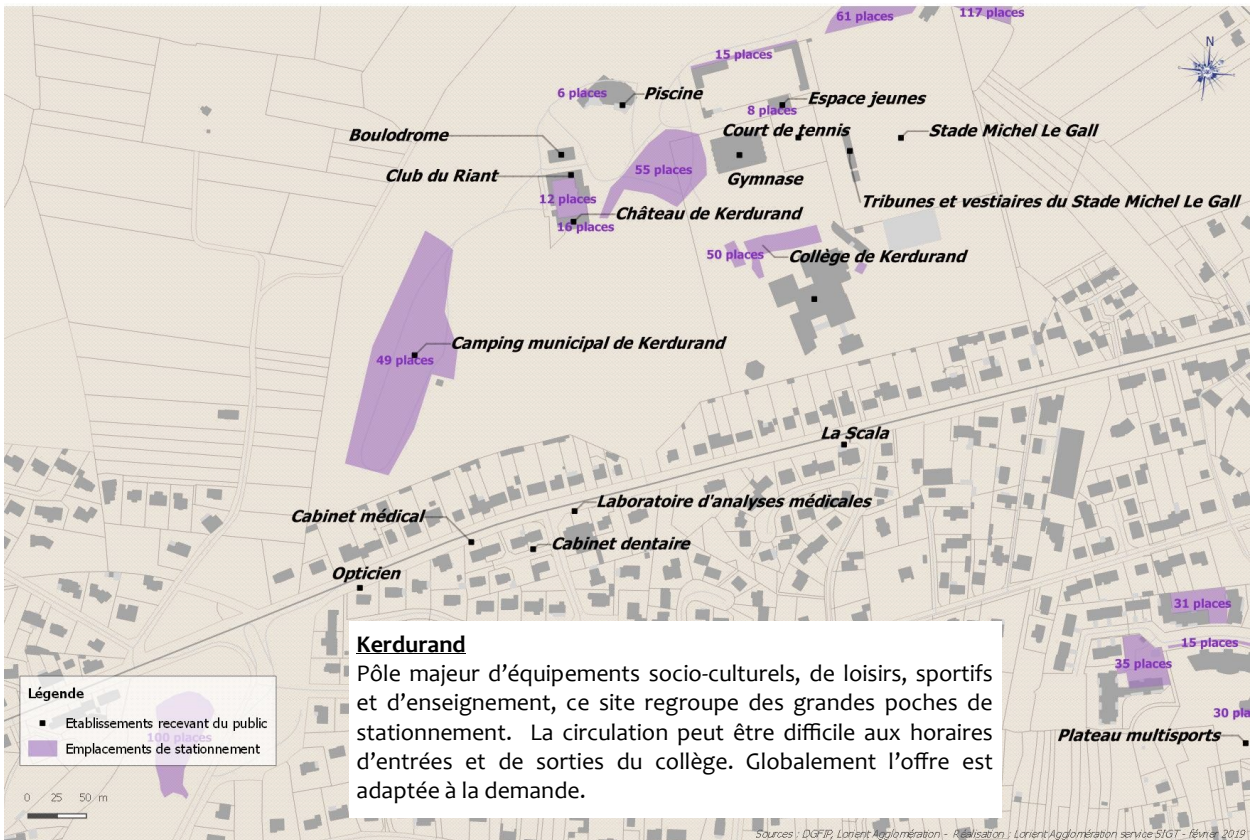 61 places
117 places
N
15 places
6 places
Piscine
Espace jeunes
8 places
Boulodrome
Court de tennis
Stade Michel Le Gall
Club du Riant
55 places
Gymnase
12 places
Tribunes et vestiaires du Stade Michel Le Gall
Château de Kerdurand
16 places
50 places
Collège de Kerdurand
Camping municipal de Kerdurand
49 places
La Scala
Laboratoire d'analyses médicales
Cabinet médical
Cabinet dentaire
Opticien
31 places
15 places
35 places
30 pla
Plateau multisports
Kerdurand
Pôle majeur d'équipements socio-culturels, de loisirs, sportifs
et d'enseignement, ce site regroupe des grandes poches de
stationnement. La circulation peut être difficile aux horaires
d'entrées et de sorties du collège. Globalement l'offre est
adaptée à la demande.
Légende
Etablissements recevant du public
100 places
Emplacements de stationnement
0 25 50 m
Sources : DGFIP, Lorient Agglomération - Réalisation : Lorient Agglomération service SIGT - février 2019